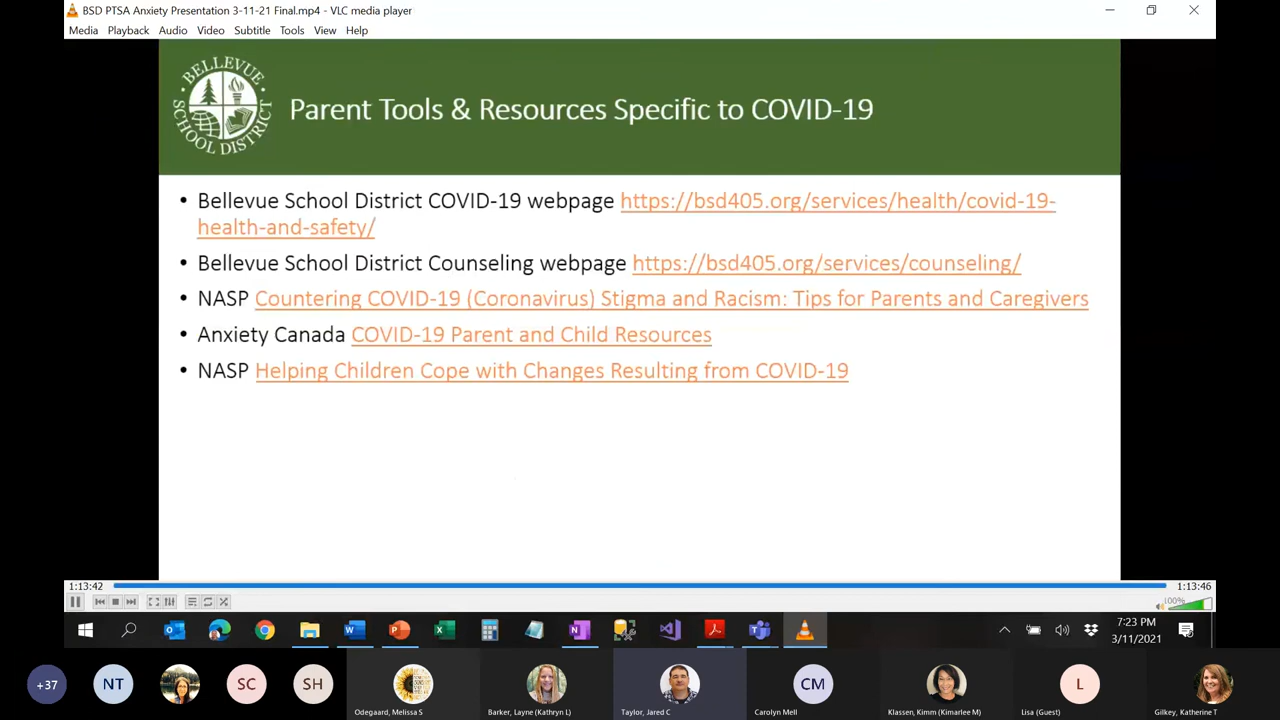 BSD PTSA Anxiety Presentation 3-11-21 Final.mp4 - VLC media player
Media Playback Audio Video Subtitle Tools View Help
BELLEVUE SCHOOL DISTRICT
Parent Tools & Resources Specific to COVID-19
• Bellevue School District COVID-19 webpage https://bsd405.org/services/health/covid-19-
health-and-safety/
• Bellevue School District Counseling webpage https://bsd405.org/services/counseling/
• NASP Countering COVID-19 (Coronavirus) Stigma and Racism: Tips for Parents and Caregivers
• Anxiety Canada COVID-19 Parent and Child Resources
• NASP Helping Children Cope with Changes Resulting from COVID-19
1:13:42 1:13:46
100%
7:23 PM
3/11/2021
+37 NT SC SH CM L
Odegaard, Melissa S Barker, Layne (Kathryn L) Taylor, Jared C Carolyn Mell Klassen, Kimm (Kimarlee M) Lisa (Guest) Gilkey, Katherine T